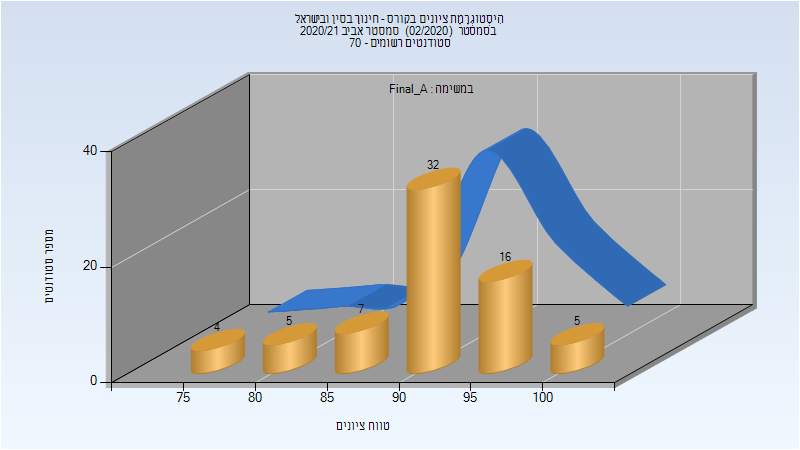 היסטוגרמת ציונים בקורס - חינוך בסין ובישראל
בסמסטר (02/2020) סמסטר אביב 2020/21
סטודנטים רשומים - 70
במשימה : Final_A
מספר סטודנטים
40
20
0
4
5
7
32
16
5
75
80
85
90
95
100
טווח ציונים